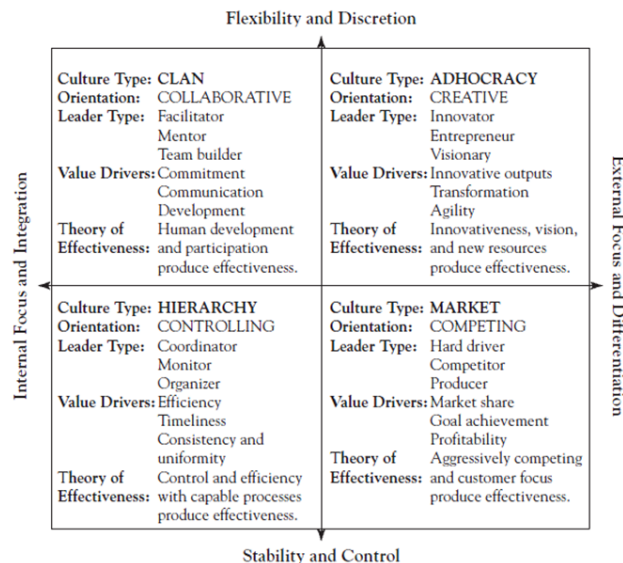 Flexibility and Discretion
Internal Focus and Integration
Culture Type: CLAN
Orientation: COLLABORATIVE
Leader Type: Facilitator
Mentor
Team builder
Value Drivers: Commitment
Communication
Development
Theory of Human development
Effectiveness: and participation
produce effectiveness.
Culture Type: ADHOCRACY
Orientation: CREATIVE
Leader Type: Innovator
Entrepreneur
Visionary
Value Drivers: Innovative outputs
Transformation
Agility
Theory of Innovativeness, vision,
Effectiveness: and new resources
produce effectiveness.
Culture Type: HIERARCHY
Orientation: CONTROLLING
Leader Type: Coordinator
Monitor
Organizer
Value Drivers: Efficiency
Timeliness
Consistency and
uniformity
Theory of Control and efficiency
Effectiveness: with capable processes
produce effectiveness.
Culture Type: MARKET
Orientation: COMPETING
Leader Type: Hard driver
Competitor
Producer
Value Drivers: Market share
Goal achievement
Profitability
Theory of Aggressively competing
Effectiveness: and customer focus
produce effectiveness.
External Focus and Differentiation
Stability and Control